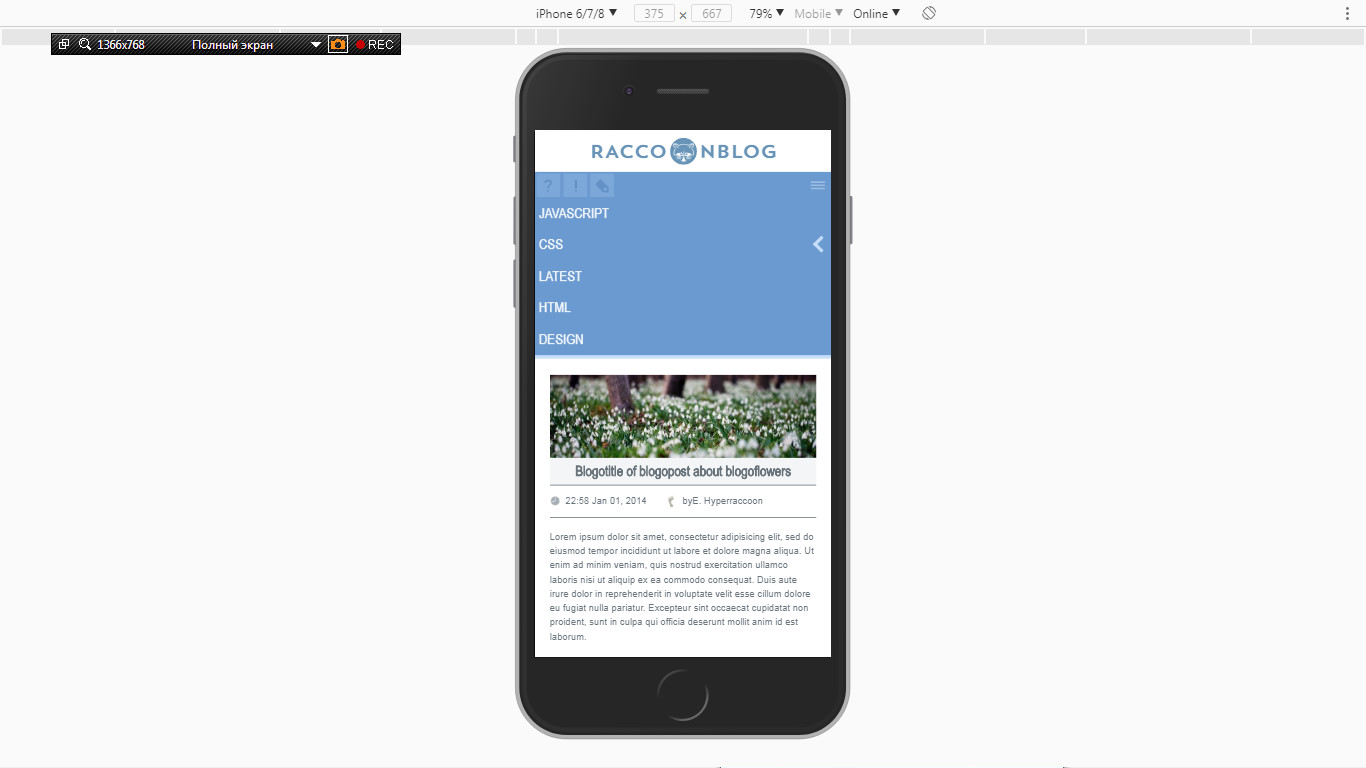 iPhone 6/7/8 375 × 667 79% Mobile Online
1366x768 Полный экран REC
RACCOONBLOG
? !
JAVASCRIPT
CSS
LATEST
HTML
DESIGN
Blogotitle of blogopost about blogoflowers
22:58 Jan 01, 2014 byE. Hyperraccoon
Lorem ipsum dolor sit amet, consectetur adipisicing elit, sed do
eiusmod tempor incididunt ut labore et dolore magna aliqua. Ut
enim ad minim veniam, quis nostrud exercitation ullamco
laboris nisi ut aliquip ex ea commodo consequat. Duis aute
irure dolor in reprehenderit in voluptate velit esse cillum dolore
eu fugiat nulla pariatur. Excepteur sint occaecat cupidatat non
proident, sunt in culpa qui officia deserunt mollit anim id est
laborum.